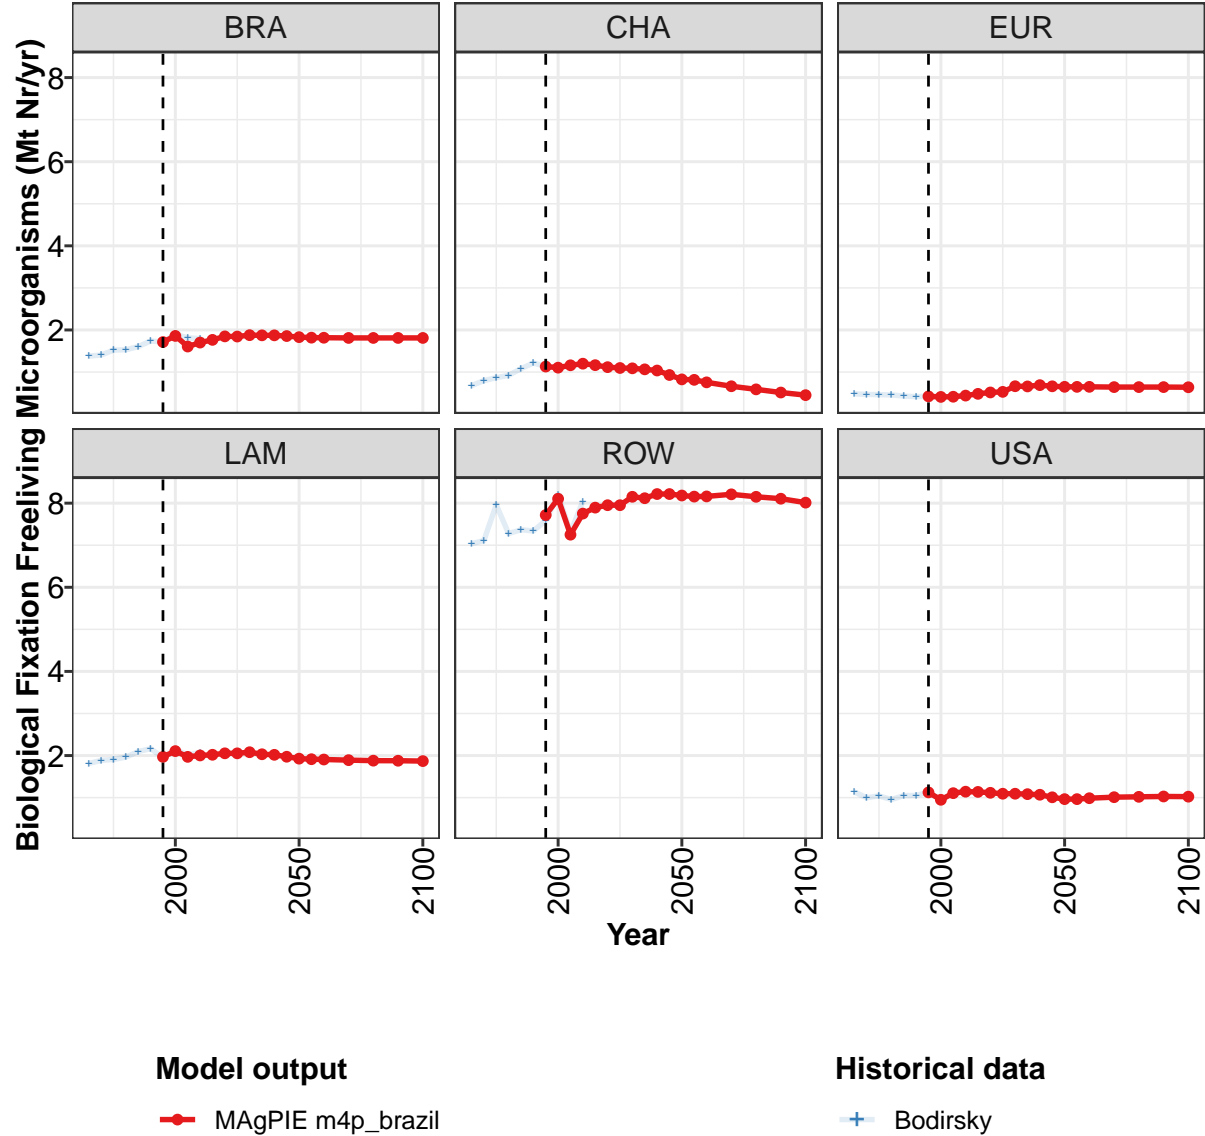 BRA
CHA
EUR
Biological Fixation Freeliving Microorganisms (Mt Nr/yr)
8
6
4
2
LAM
ROW
USA
8
6
4
2
2000
2050
2100
2000
2050
2100
2000
2050
2100
Year
Model output
Historical data
MAgPIE m4p_brazil
Bodirsky